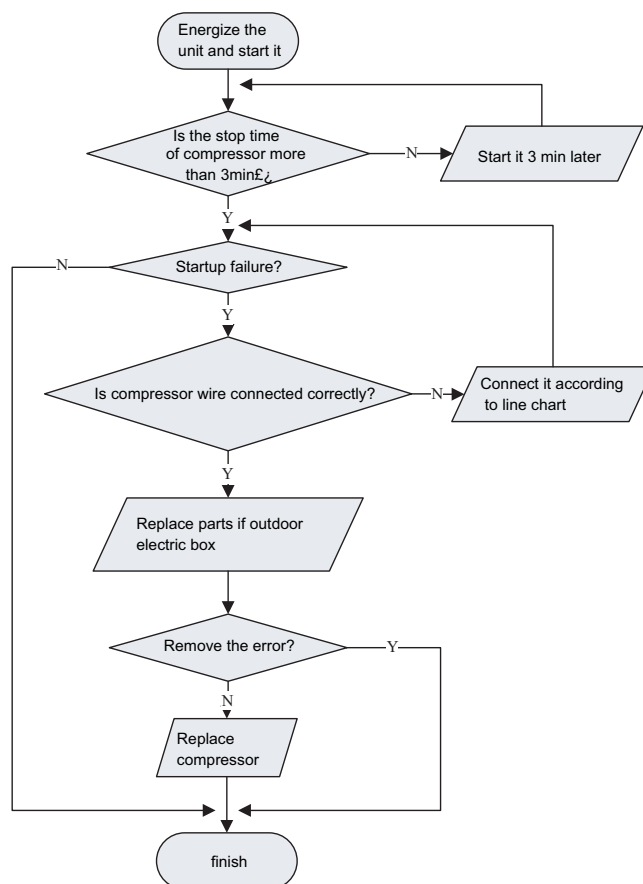 Energize the
unit and start it
Is the stop time
of compressor more
than 3min£¿
N
Start it 3 min later
Y
Startup failure?
N
Y
Is compressor wire connected correctly?
N
Connect it according
to line chart
Y
Replace parts if outdoor
electric box
Remove the error?
Y
N
Replace
compressor
finish